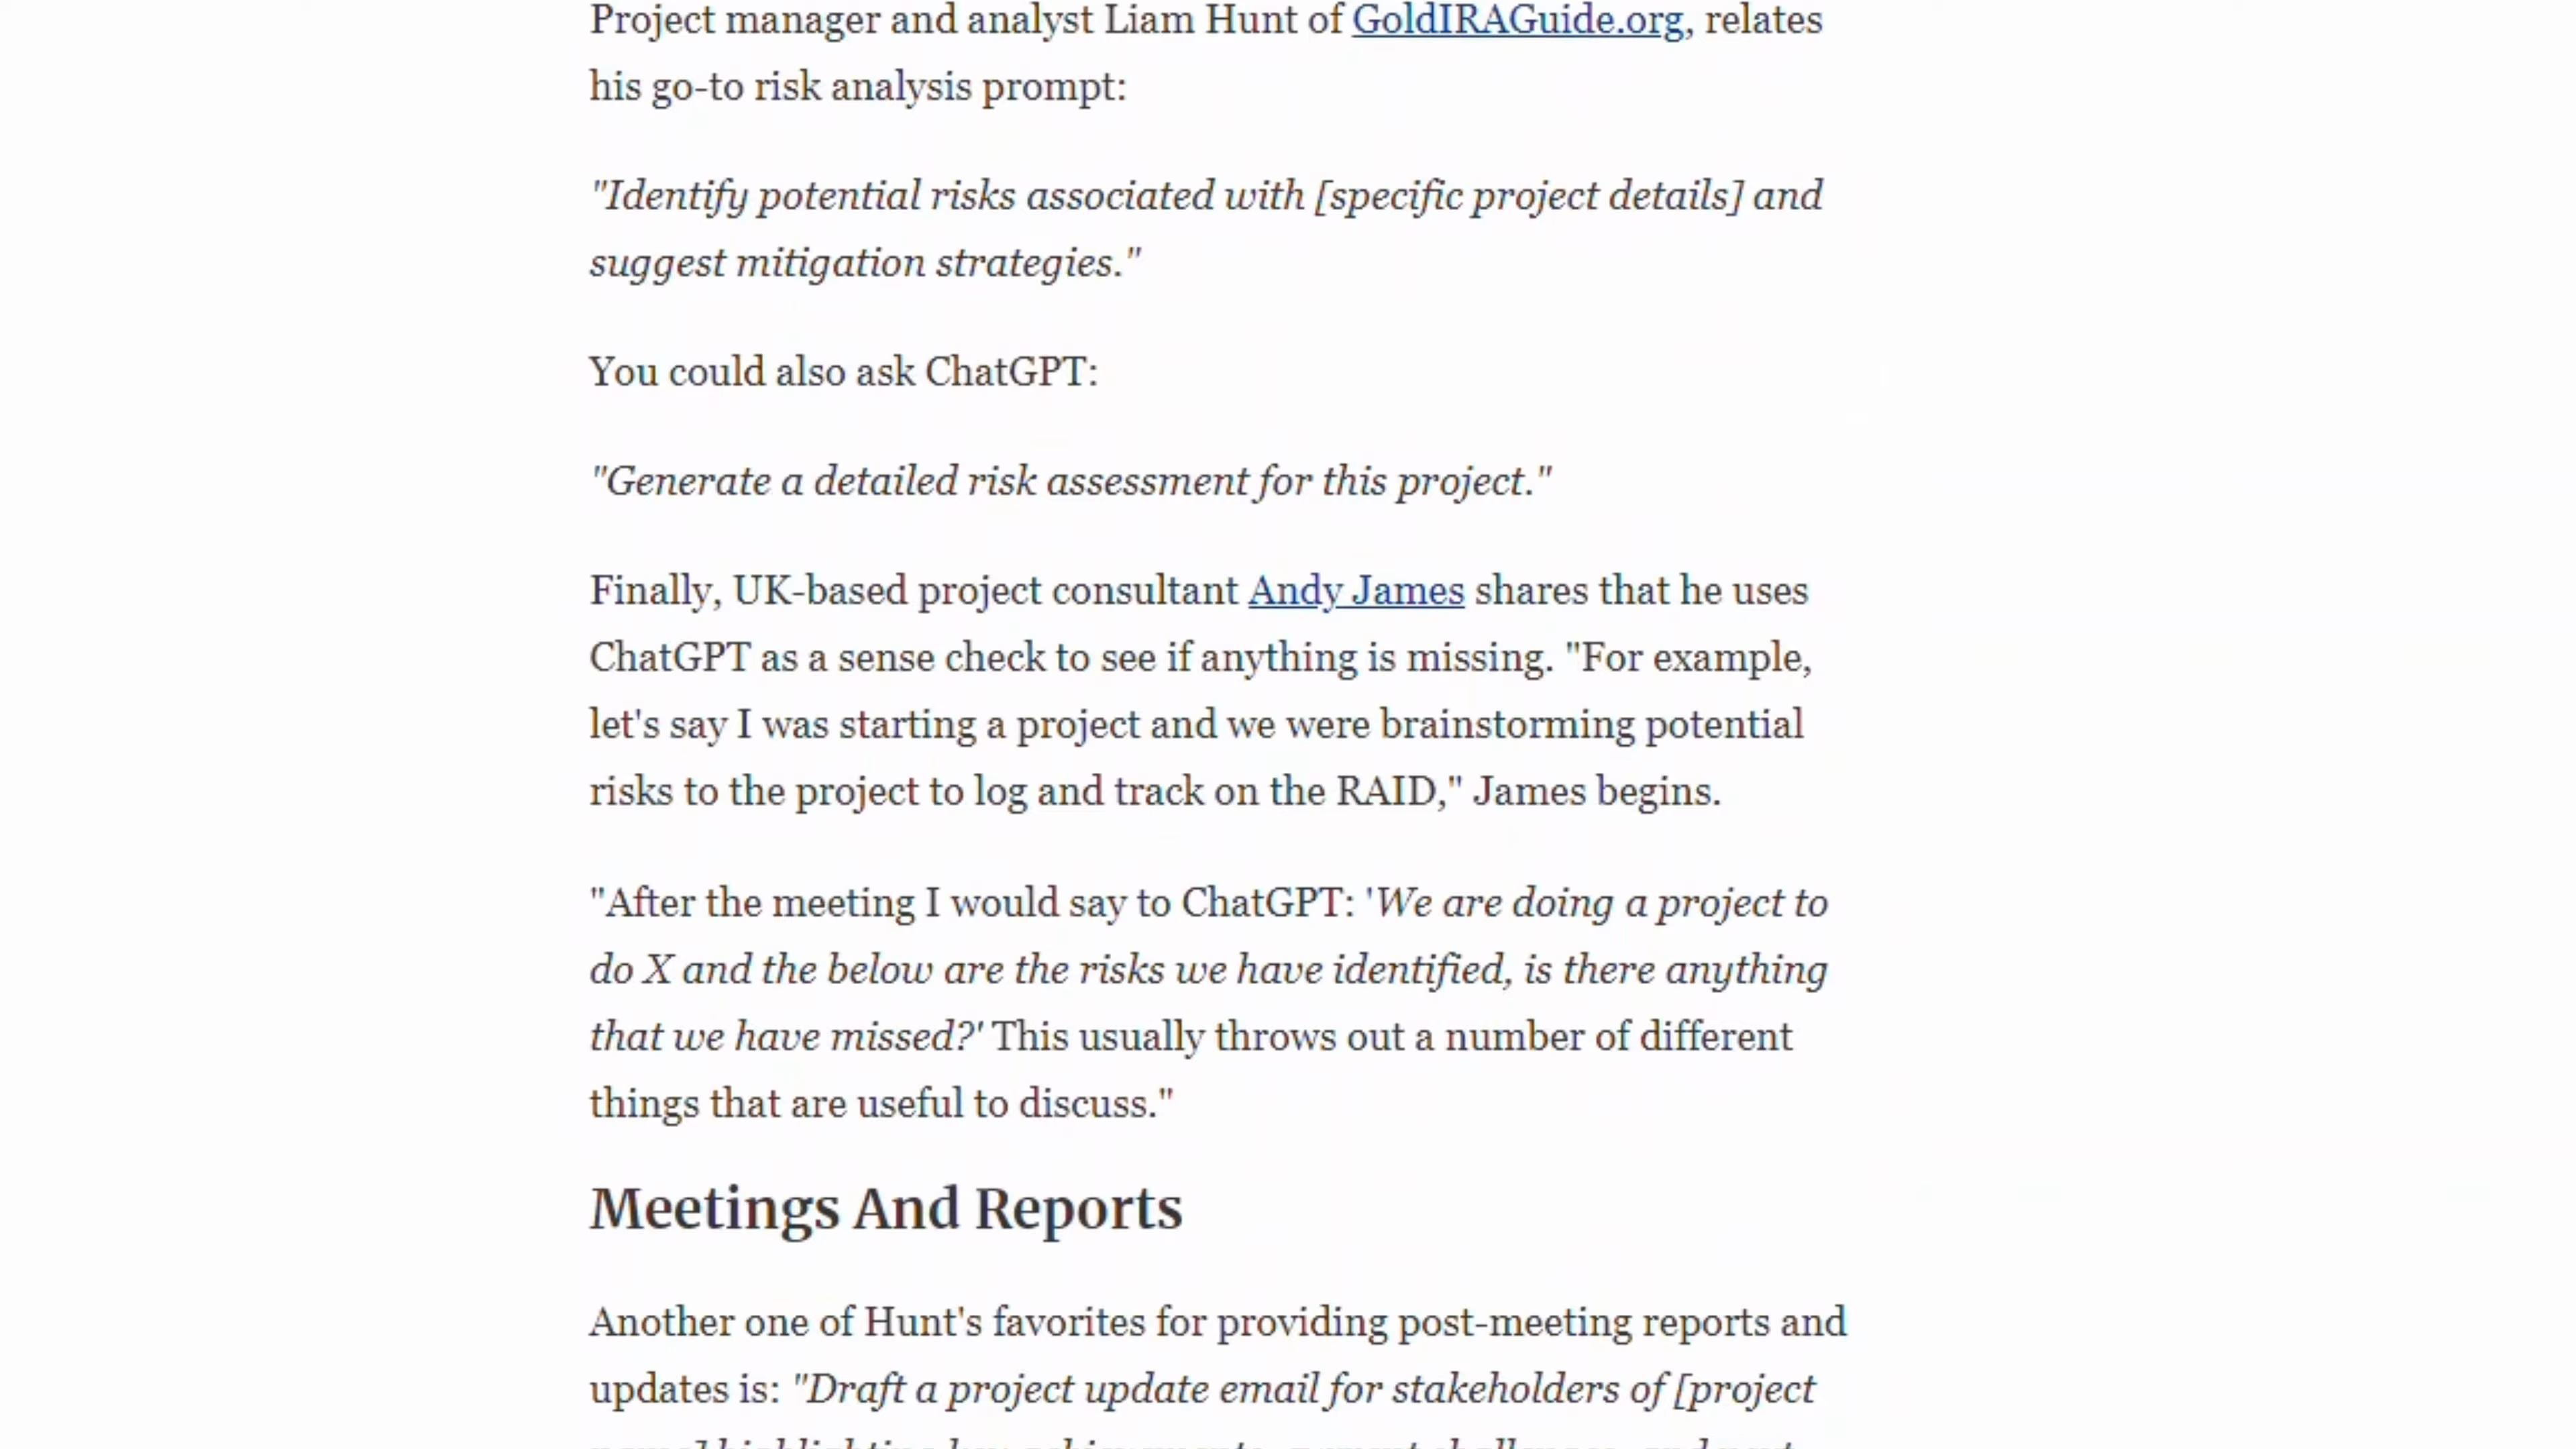 Project manager and analyst Liam Hunt of GoldIRAGuide.org, relates
his go-to risk analysis prompt:
"Identify potential risks associated with [specific project details] and
suggest mitigation strategies."
You could also ask ChatGPT:
"Generate a detailed risk assessment for this project."
Finally, UK-based project consultant Andy James shares that he uses
ChatGPT as a sense check to see if anything is missing. "For example,
let's say I was starting a project and we were brainstorming potential
risks to the project to log and track on the RAID," James begins.
"After the meeting I would say to ChatGPT: 'We are doing a project to
do X and the below are the risks we have identified, is there anything
that we have missed?' This usually throws out a number of different
things that are useful to discuss."
Meetings And Reports
Another one of Hunt's favorites for providing post-meeting reports and
updates is: "Draft a project update email for stakeholders of [project